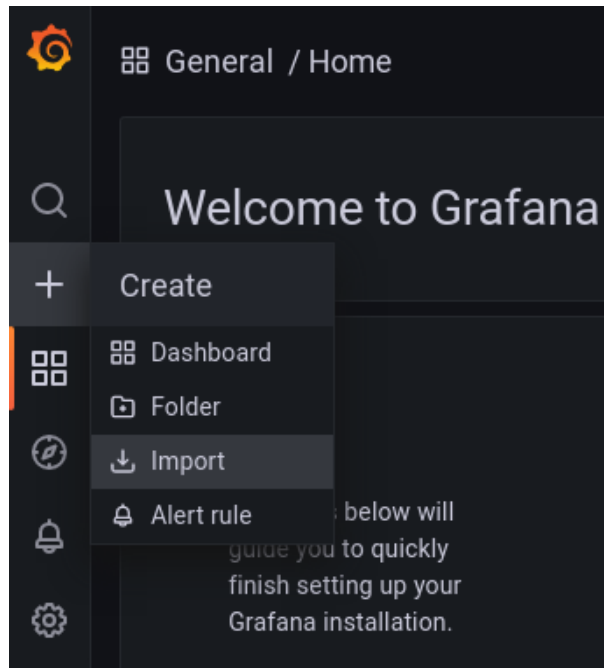 General / Home
Welcome to Grafana
Create
Dashboard
Folder
Import
Alert rule
below will
guide you to quickly
finish setting up your
Grafana installation.